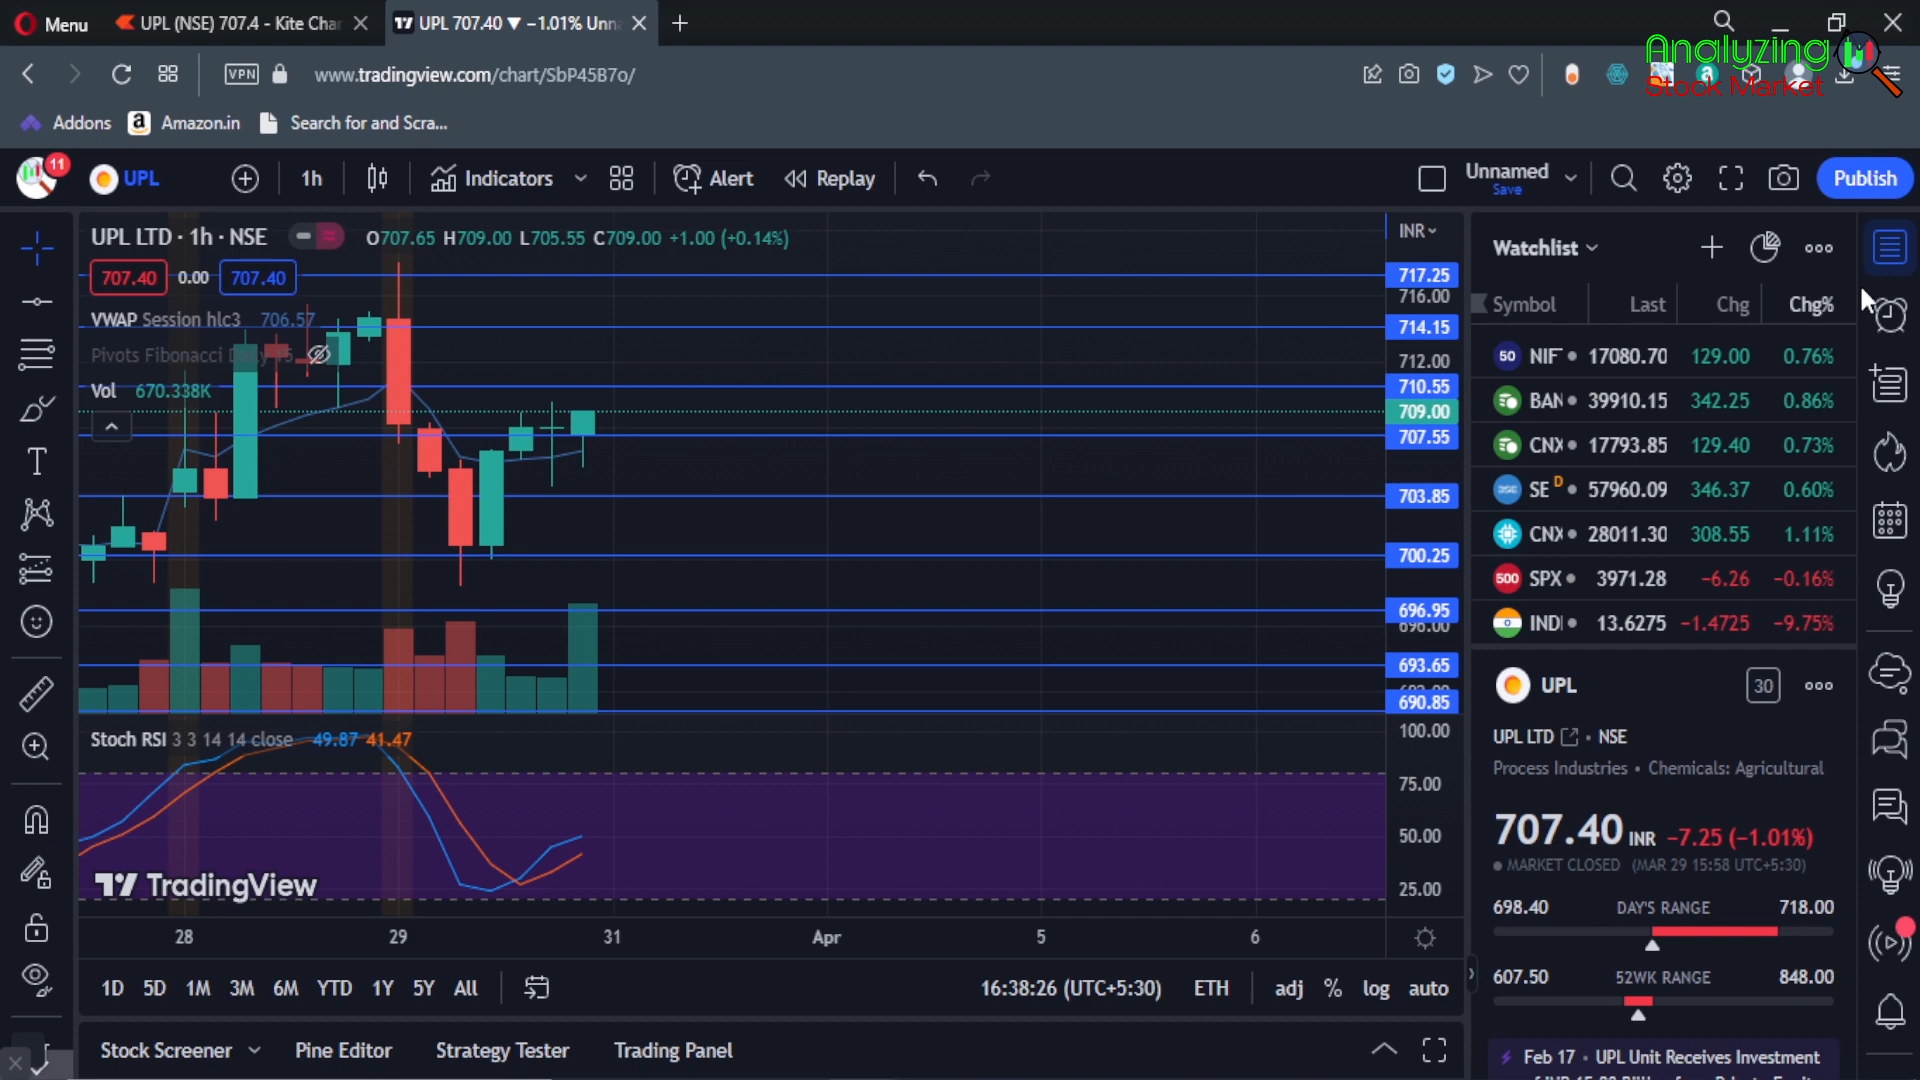 Menu
UPL (NSE) 707.4 - Kite Char
UPL 707.40 ▼ −1.01% Unna
VPN
www.tradingview.com/chart/SbP45B7o/
Analyzing
Stock Market
Addons
Amazon.in
Search for and Scra...
11
UPL
1h
Indicators
Alert
Replay
Unnamed
Save
Publish
UPL LTD · 1h · NSE
O707.65 H709.00 L705.55 C709.00 +1.00 (+0.14%)
707.40
0.00
707.40
VWAP Session hlc3 706.57
Pivots Fibonacci Daily 15
Vol 670.338K
INR
717.25
716.00
714.15
712.00
710.55
709.00
707.55
703.85
700.25
696.95
696.00
693.65
690.85
Stoch RSI 3 3 14 14 close 49.87 41.47
100.00
75.00
50.00
25.00
TradingView
28
29
31
Apr
5
6
1D 5D 1M 3M 6M YTD 1Y 5Y All
16:38:26 (UTC+5:30)
ETH
adj % log auto
Stock Screener
Pine Editor
Strategy Tester
Trading Panel
Watchlist
Symbol Last Chg Chg%
50 NIF 17080.70 129.00 0.76%
BAN 39910.15 342.25 0.86%
CNX 17793.85 129.40 0.73%
SE D 57960.09 346.37 0.60%
CNX 28011.30 308.55 1.11%
500 SPX 3971.28 −6.26 −0.16%
INDI 13.6275 −1.4725 −9.75%
UPL
30
UPL LTD • NSE
Process Industries • Chemicals: Agricultural
707.40 INR −7.25 (−1.01%)
MARKET CLOSED (MAR 29 15:58 UTC+5:30)
698.40 DAY'S RANGE 718.00
607.50 52WK RANGE 848.00
Feb 17 • UPL Unit Receives Investment